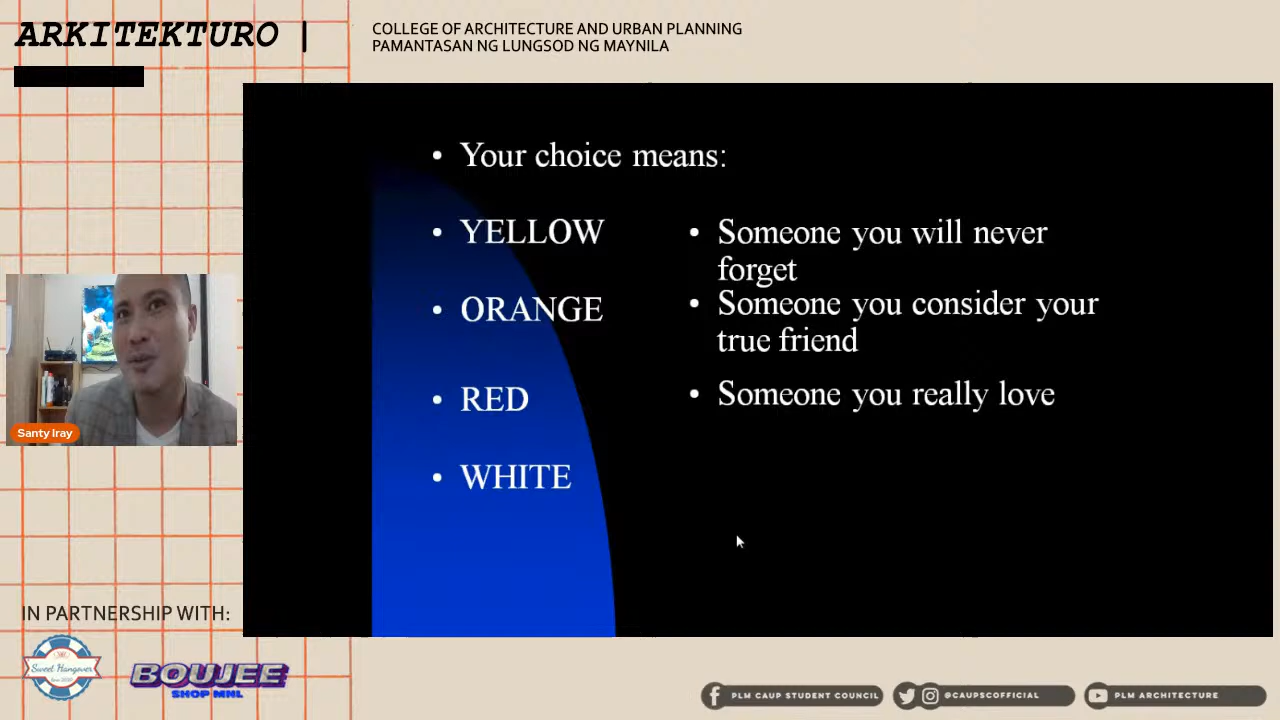 ARKITEKTURO |
COLLEGE OF ARCHITECTURE AND URBAN PLANNING
PAMANTASAN NG LUNGSOD NG MAYNILA
• Your choice means:
• YELLOW
• Someone you will never
forget
• ORANGE
• Someone you consider your
true friend
• RED
• Someone you really love
• WHITE
Santy Iray
IN PARTNERSHIP WITH:
Sweet Hangover
BOUJEE
SHOP MNL
PLM CAUP STUDENT COUNCIL
@CAUPSCOFFICIAL
PLM ARCHITECTURE